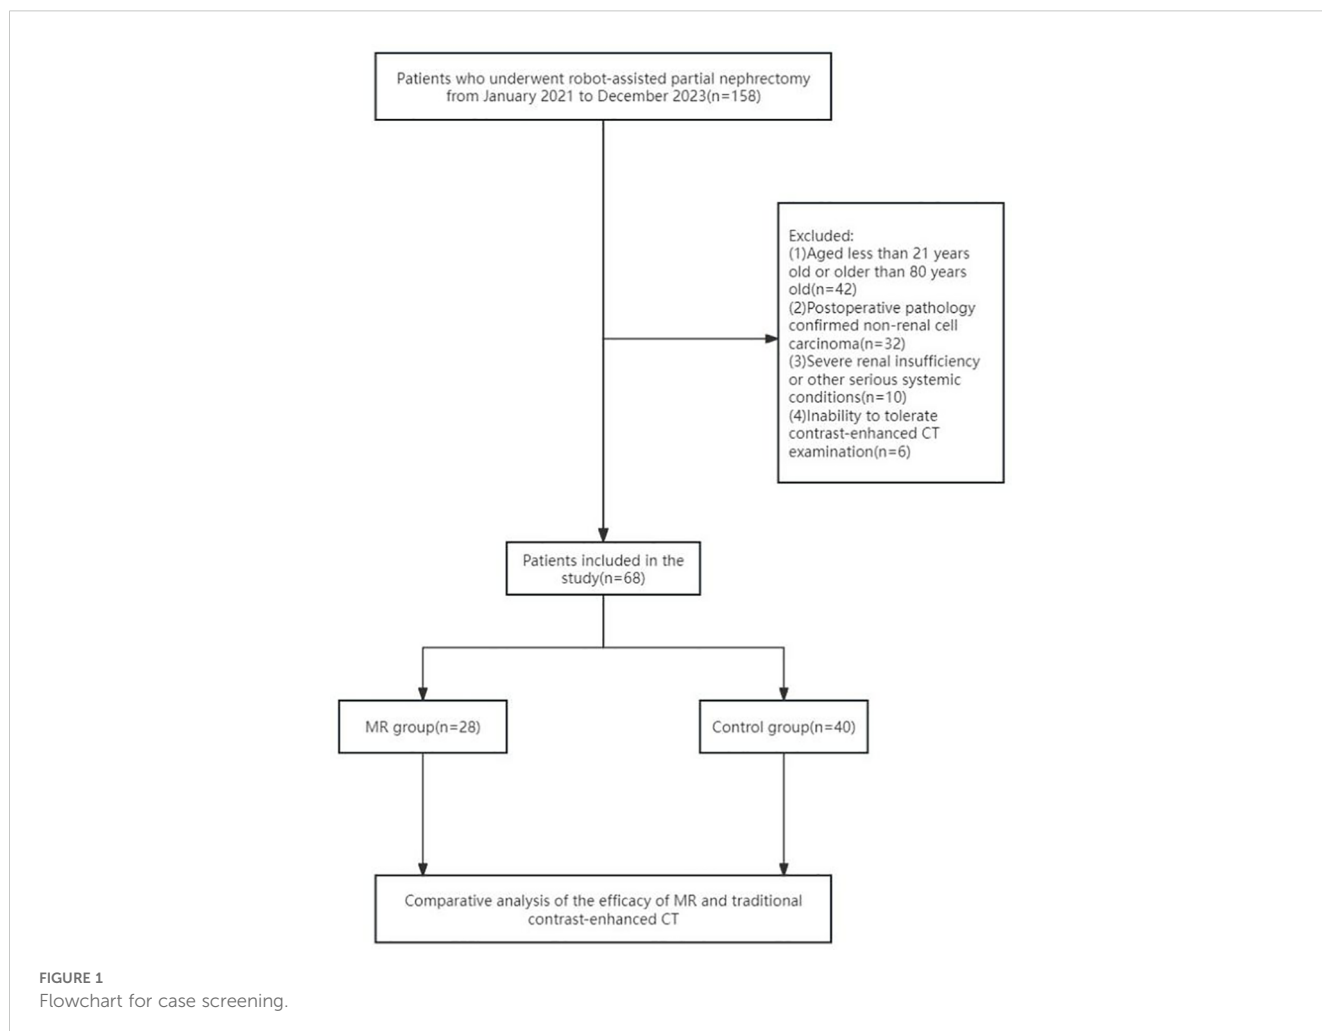 Patients who underwent robot-assisted partial nephrectomy
from January 2021 to December 2023(n=158)
Excluded:
(1)Aged less than 21 years
old or older than 80 years
old(n=42)
(2)Postoperative pathology
confirmed non-renal cell
carcinoma(n=32)
(3)Severe renal insufficiency
or other serious systemic
conditions(n=10)
(4)Inability to tolerate
contrast-enhanced CT
examination(n=6)
Patients included in the
study(n=68)
MR group(n=28)
Control group(n=40)
Comparative analysis of the efficacy of MR and traditional
contrast-enhanced CT
FIGURE 1
Flowchart for case screening.